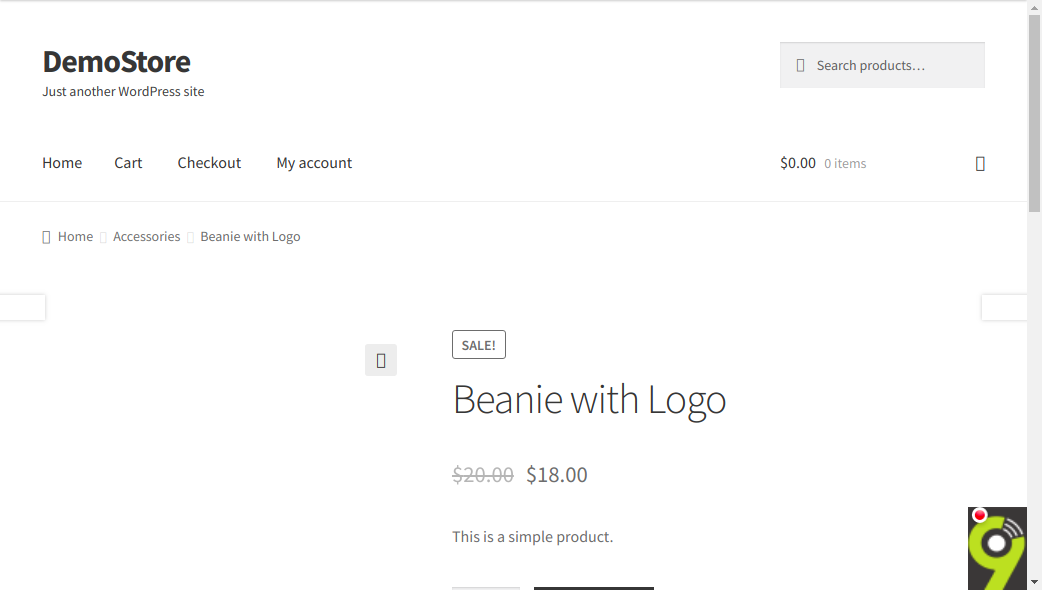 DemoStore
Just another WordPress site
Search products…
Home Cart Checkout My account
$0.00 0 items
Home Accessories Beanie with Logo
SALE!
Beanie with Logo
$20.00 $18.00
This is a simple product.